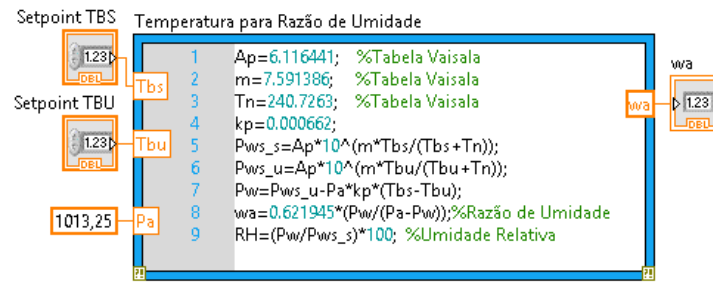 Setpoint TBS
Temperatura para Razão de Umidade
1.23
DBL
Tbs
Setpoint TBU
1.23
DBL
Tbu
1013,25
Pa
1 Ap=6.116441; %Tabela Vaisala
2 m=7.591386; %Tabela Vaisala
3 Tn=240.7263; %Tabela Vaisala
4 kp=0.000662;
5 Pws_s=Ap*10^(m*Tbs/(Tbs+Tn));
6 Pws_u=Ap*10^(m*Tbu/(Tbu+Tn));
7 Pw=Pws_u-Pa*kp*(Tbs-Tbu);
8 wa=0.621945*(Pw/(Pa-Pw));%Razão de Umidade
9 RH=(Pw/Pws_s)*100; %Umidade Relativa
wa
wa
1.23
DBL